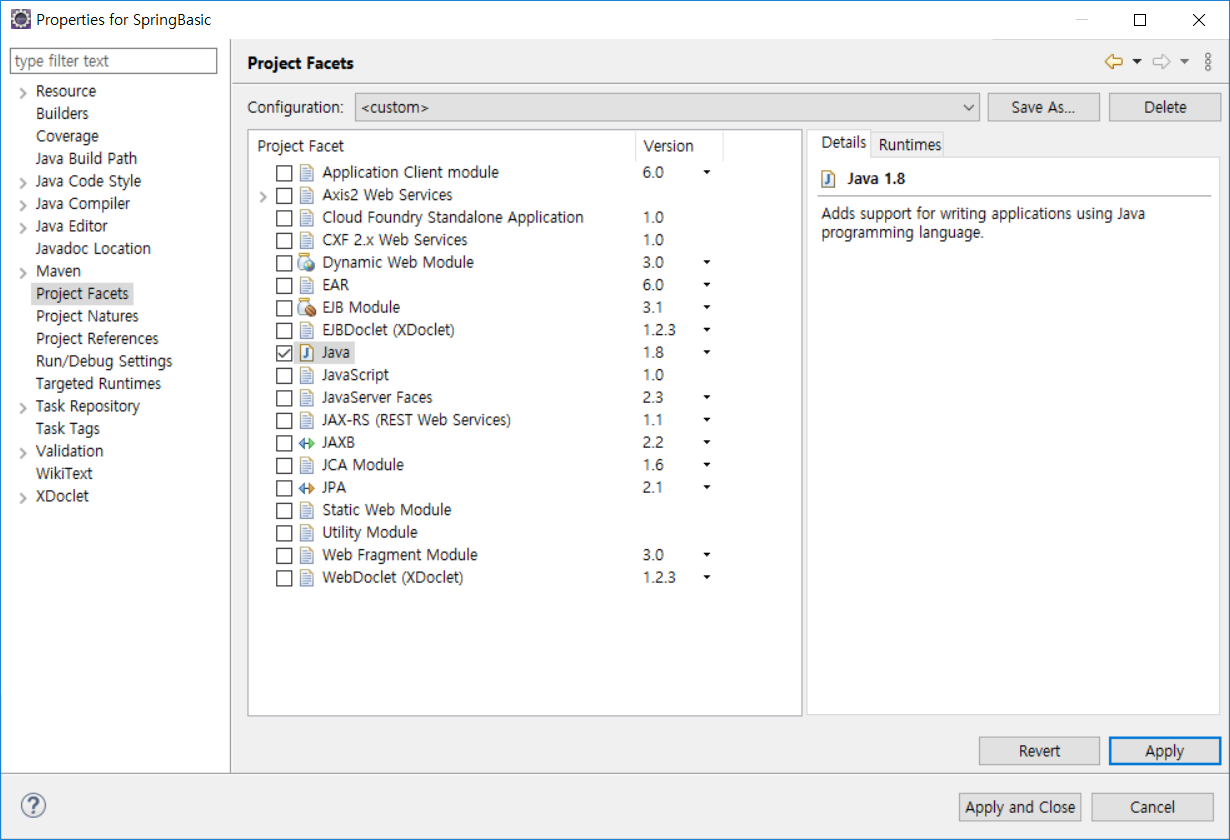 Properties for SpringBasic
type filter text
Resource
Builders
Coverage
Java Build Path
Java Code Style
Java Compiler
Java Editor
Javadoc Location
Maven
Project Facets
Project Natures
Project References
Run/Debug Settings
Targeted Runtimes
Task Repository
Task Tags
Validation
WikiText
XDoclet
Project Facets
Configuration: <custom> Save As... Delete
Project Facet Version
Application Client module 6.0
Axis2 Web Services
Cloud Foundry Standalone Application 1.0
CXF 2.x Web Services 1.0
Dynamic Web Module 3.0
EAR 6.0
EJB Module 3.1
EJBDoclet (XDoclet) 1.2.3
Java 1.8
JavaScript 1.0
JavaServer Faces 2.3
JAX-RS (REST Web Services) 1.1
JAXB 2.2
JCA Module 1.6
JPA 2.1
Static Web Module
Utility Module
Web Fragment Module 3.0
WebDoclet (XDoclet) 1.2.3
Details Runtimes
Java 1.8
Adds support for writing applications using Java
programming language.
Revert Apply
Apply and Close Cancel